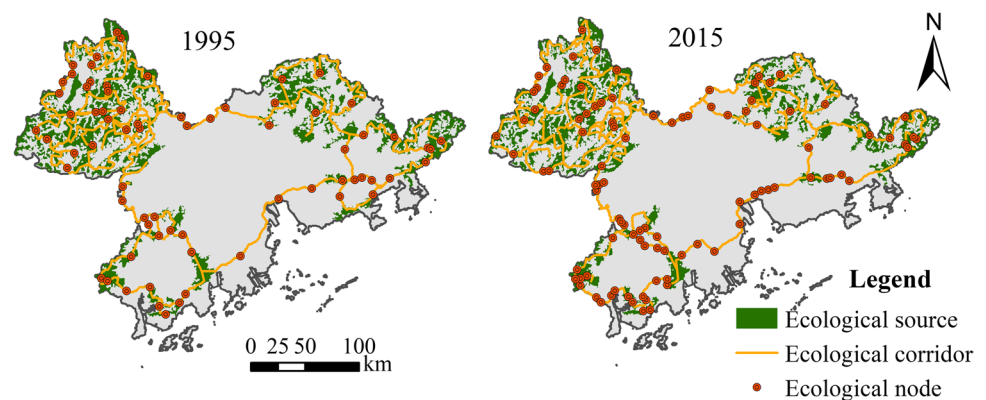 1995
2015
N
0 25 50 100
km
Legend
Ecological source
Ecological corridor
Ecological node